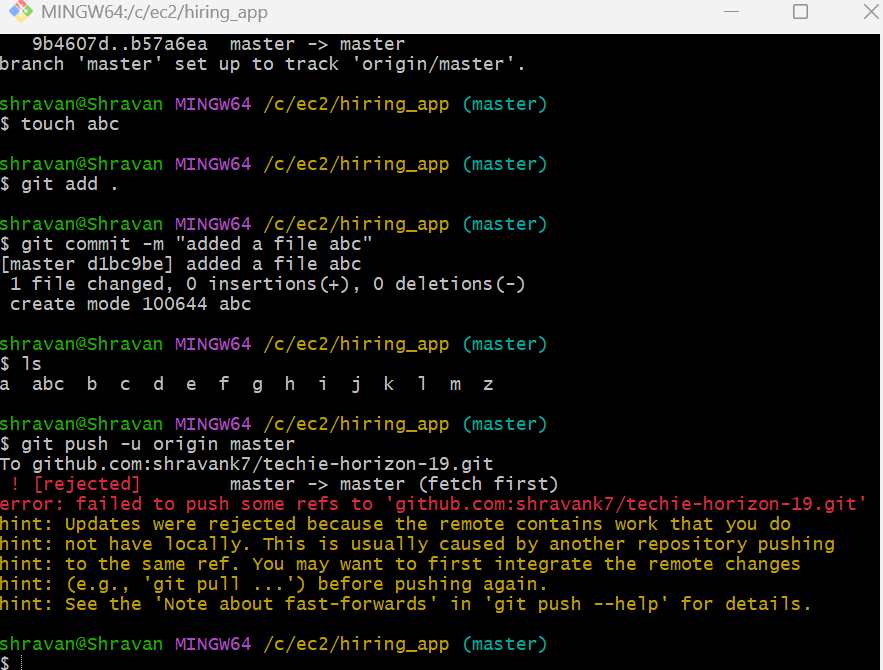 MINGW64:/c/ec2/hiring_app
9b4607d..b57a6ea  master -> master
branch 'master' set up to track 'origin/master'.
shravan@Shravan MINGW64 /c/ec2/hiring_app (master)
$ touch abc
shravan@Shravan MINGW64 /c/ec2/hiring_app (master)
$ git add .
shravan@Shravan MINGW64 /c/ec2/hiring_app (master)
$ git commit -m "added a file abc"
[master d1bc9be] added a file abc
1 file changed, 0 insertions(+), 0 deletions(-)
create mode 100644 abc
shravan@Shravan MINGW64 /c/ec2/hiring_app (master)
$ ls
a  abc  b  c  d  e  f  g  h  i  j  k  l  m  z
shravan@Shravan MINGW64 /c/ec2/hiring_app (master)
$ git push -u origin master
To github.com:shravank7/techie-horizon-19.git
! [rejected]        master -> master (fetch first)
error: failed to push some refs to 'github.com:shravank7/techie-horizon-19.git'
hint: Updates were rejected because the remote contains work that you do
hint: not have locally. This is usually caused by another repository pushing
hint: to the same ref. You may want to first integrate the remote changes
hint: (e.g., 'git pull ...') before pushing again.
hint: See the 'Note about fast-forwards' in 'git push --help' for details.
shravan@Shravan MINGW64 /c/ec2/hiring_app (master)
$